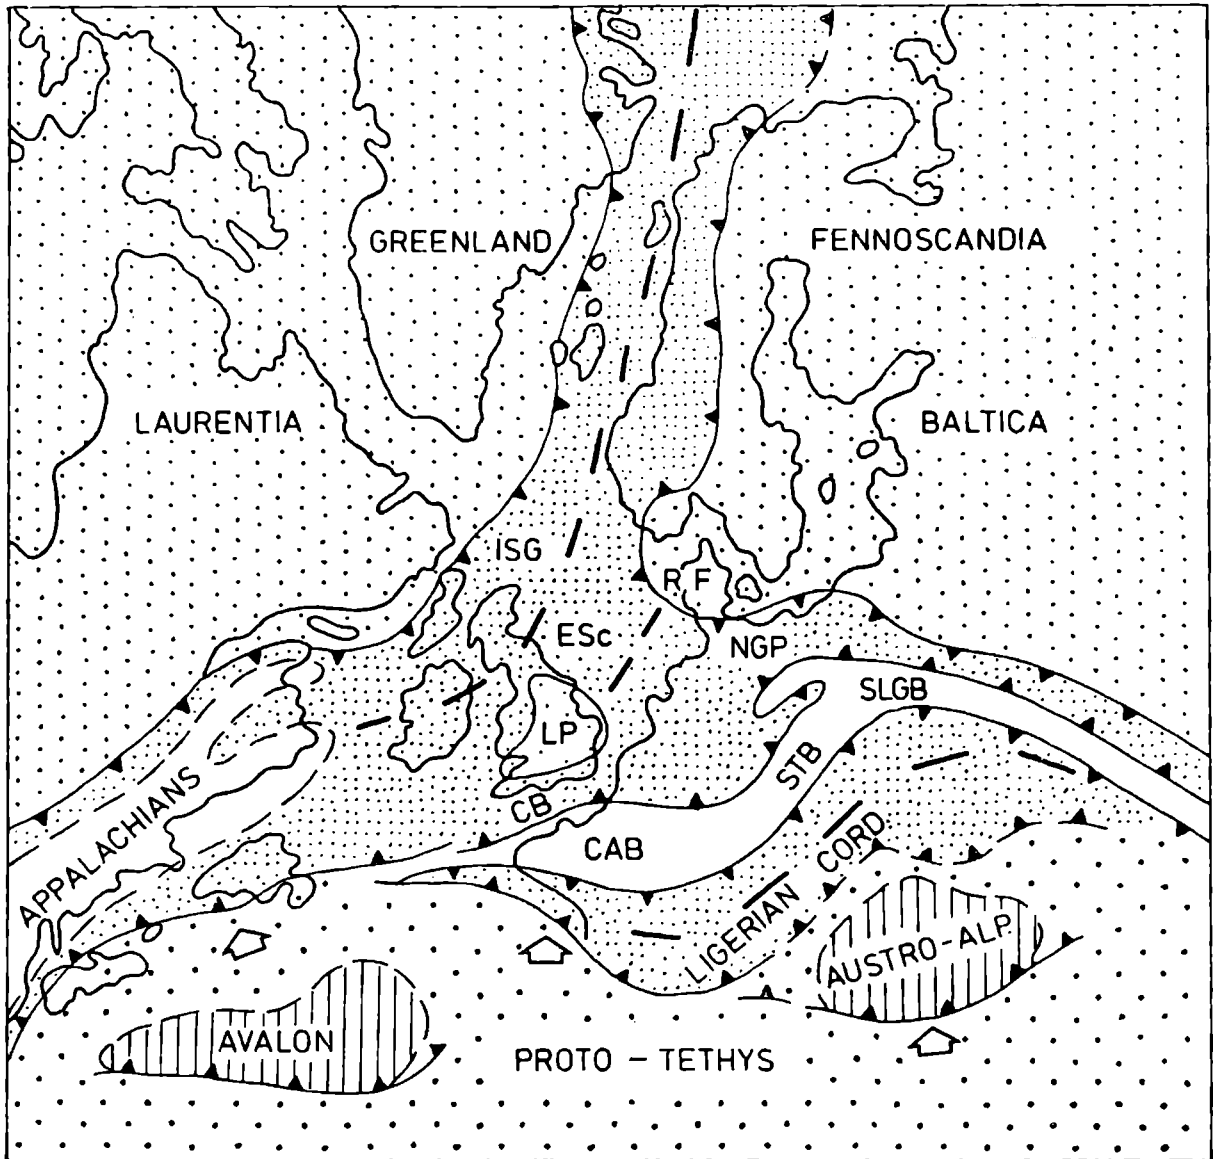 GREENLAND
FENNOSCANDIA
LAURENTIA
BALTICA
ISG
R F
ESc
NGP
SLGB
LP
STB
CB
CAB
APPALACHIANS
LIGERIAN CORD
AUSTRO-ALP.
AVALON
PROTO - TETHYS